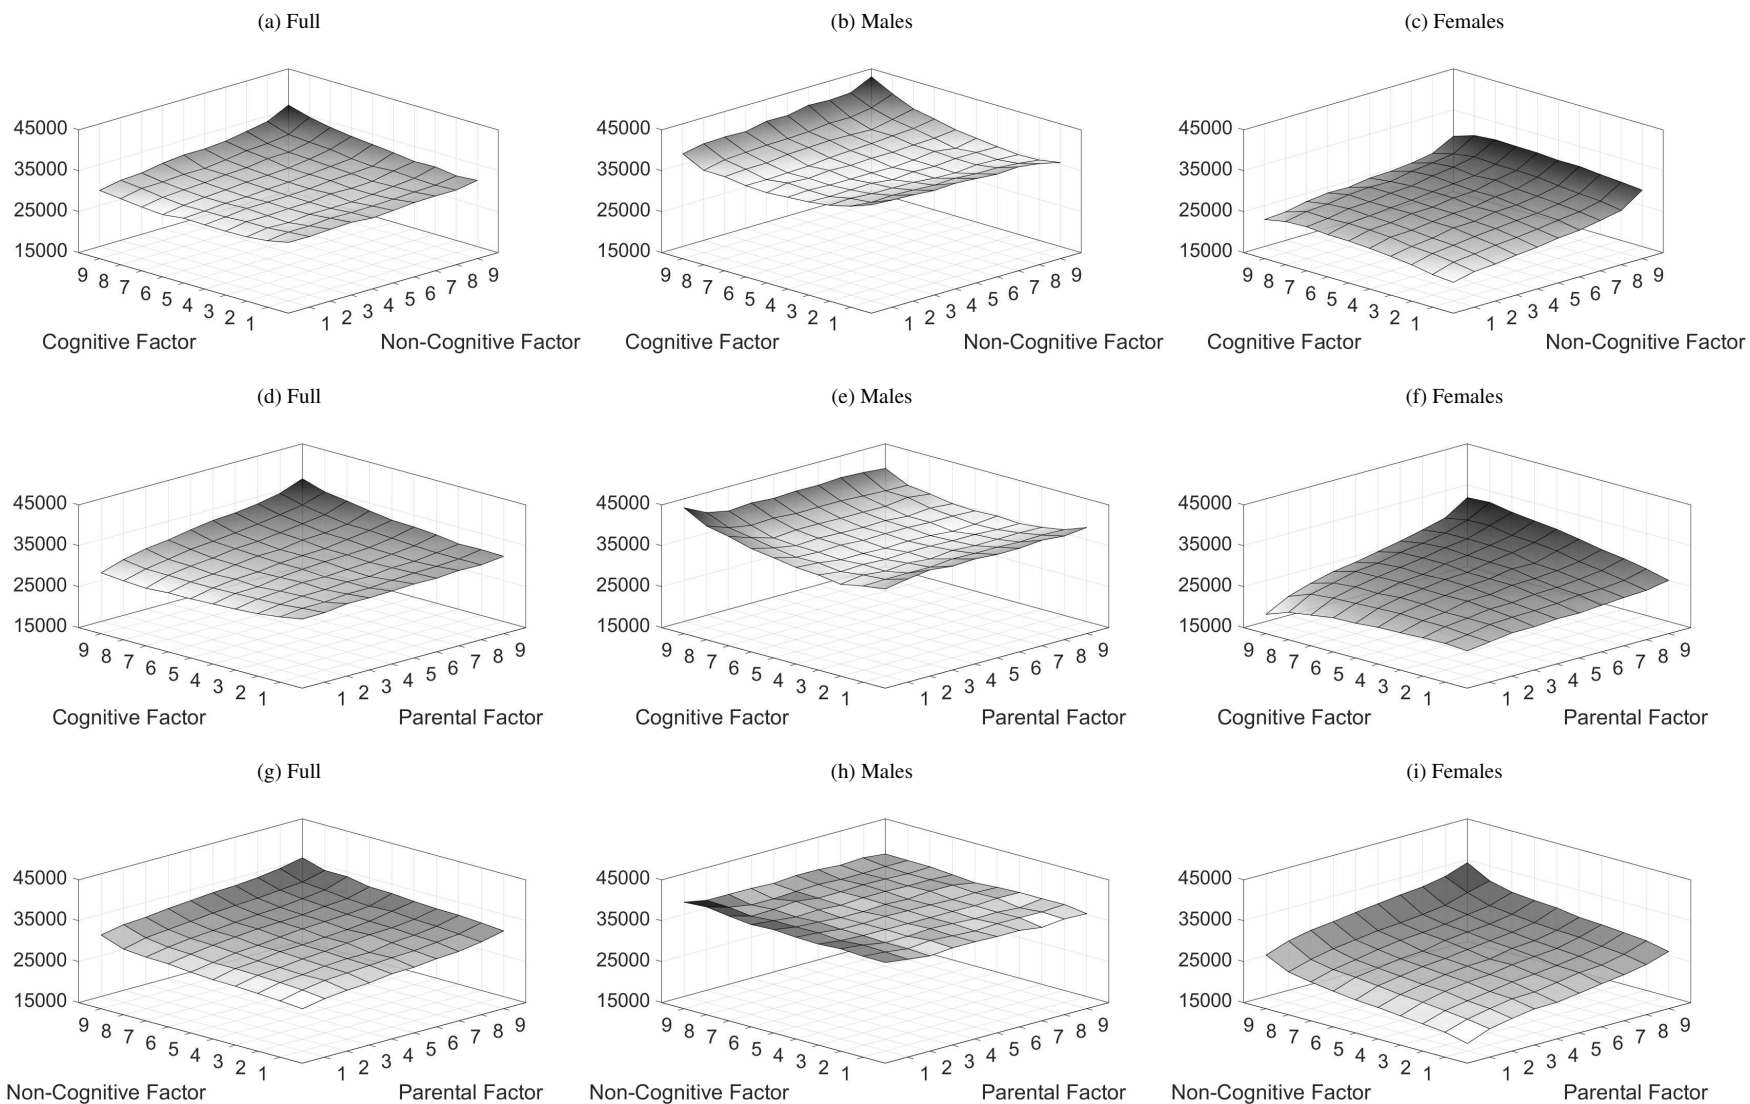 (a) Full
(b) Males
(c) Females
45000
35000
25000
15000
9 8 7 6 5 4 3 2 1
1 2 3 4 5 6 7 8 9
Cognitive Factor
Non-Cognitive Factor
45000
35000
25000
15000
9 8 7 6 5 4 3 2 1
1 2 3 4 5 6 7 8 9
Cognitive Factor
Non-Cognitive Factor
45000
35000
25000
15000
9 8 7 6 5 4 3 2 1
1 2 3 4 5 6 7 8 9
Cognitive Factor
Non-Cognitive Factor
(d) Full
(e) Males
(f) Females
45000
35000
25000
15000
9 8 7 6 5 4 3 2 1
1 2 3 4 5 6 7 8 9
Cognitive Factor
Parental Factor
45000
35000
25000
15000
9 8 7 6 5 4 3 2 1
1 2 3 4 5 6 7 8 9
Cognitive Factor
Parental Factor
45000
35000
25000
15000
9 8 7 6 5 4 3 2 1
1 2 3 4 5 6 7 8 9
Cognitive Factor
Parental Factor
(g) Full
(h) Males
(i) Females
45000
35000
25000
15000
9 8 7 6 5 4 3 2 1
1 2 3 4 5 6 7 8 9
Non-Cognitive Factor
Parental Factor
45000
35000
25000
15000
9 8 7 6 5 4 3 2 1
1 2 3 4 5 6 7 8 9
Non-Cognitive Factor
Parental Factor
45000
35000
25000
15000
9 8 7 6 5 4 3 2 1
1 2 3 4 5 6 7 8 9
Non-Cognitive Factor
Parental Factor